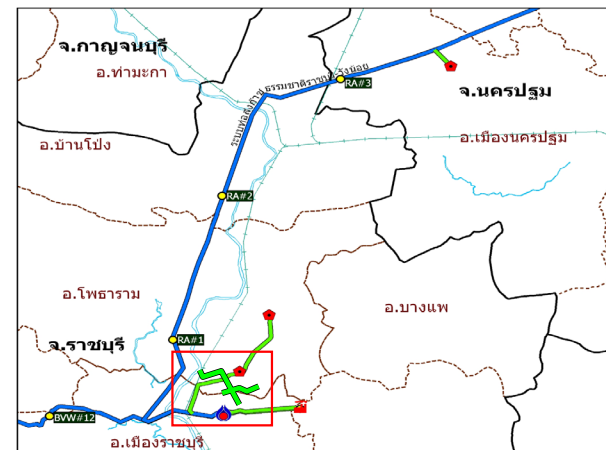 จ.กาญจนบุรี
อ.ท่ามะกา
RA#3
จ.นครปฐม
อ.เมืองนครปฐม
อ.บ้านโป่ง
RA#2
อ.โพธาราม
อ.บางแพ
RA#1
จ.ราชบุรี
BVW#12
อ.เมืองราชบุรี